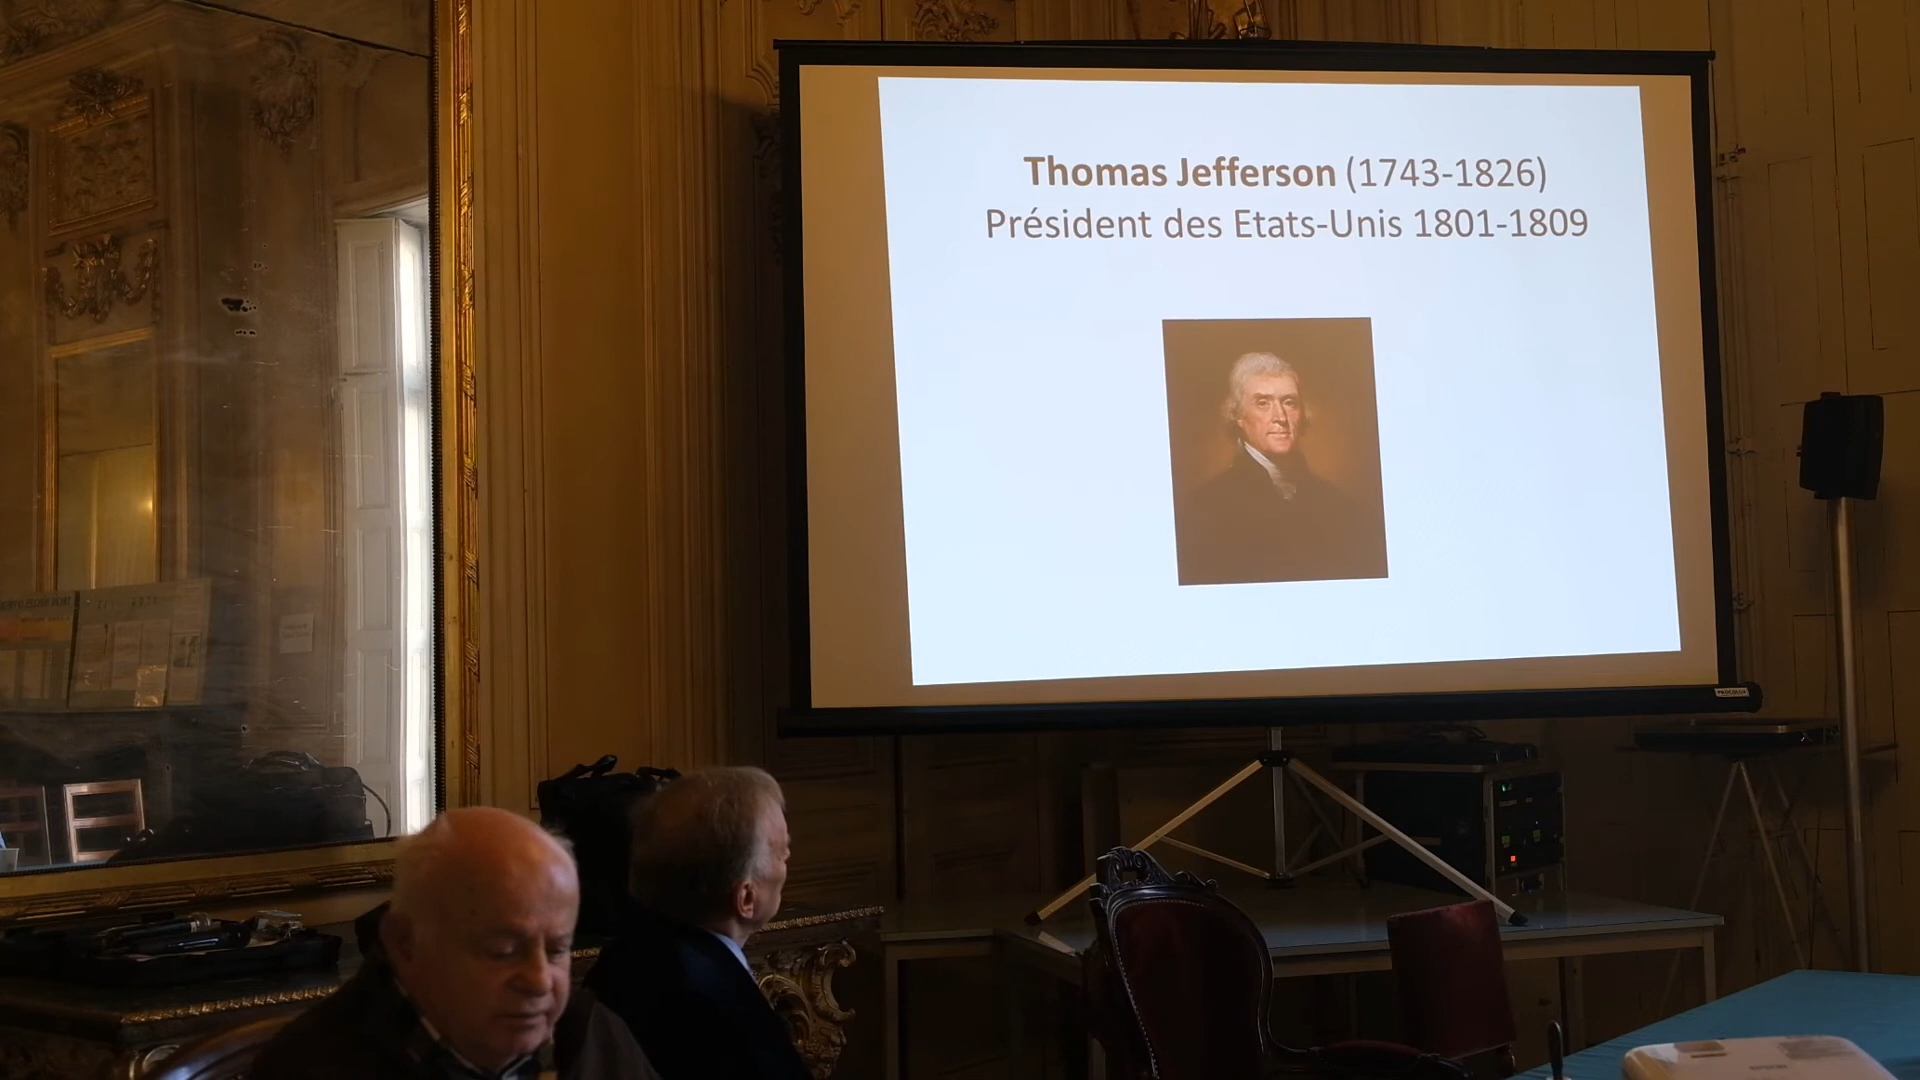 Thomas Jefferson (1743-1826)
Président des Etats-Unis 1801-1809